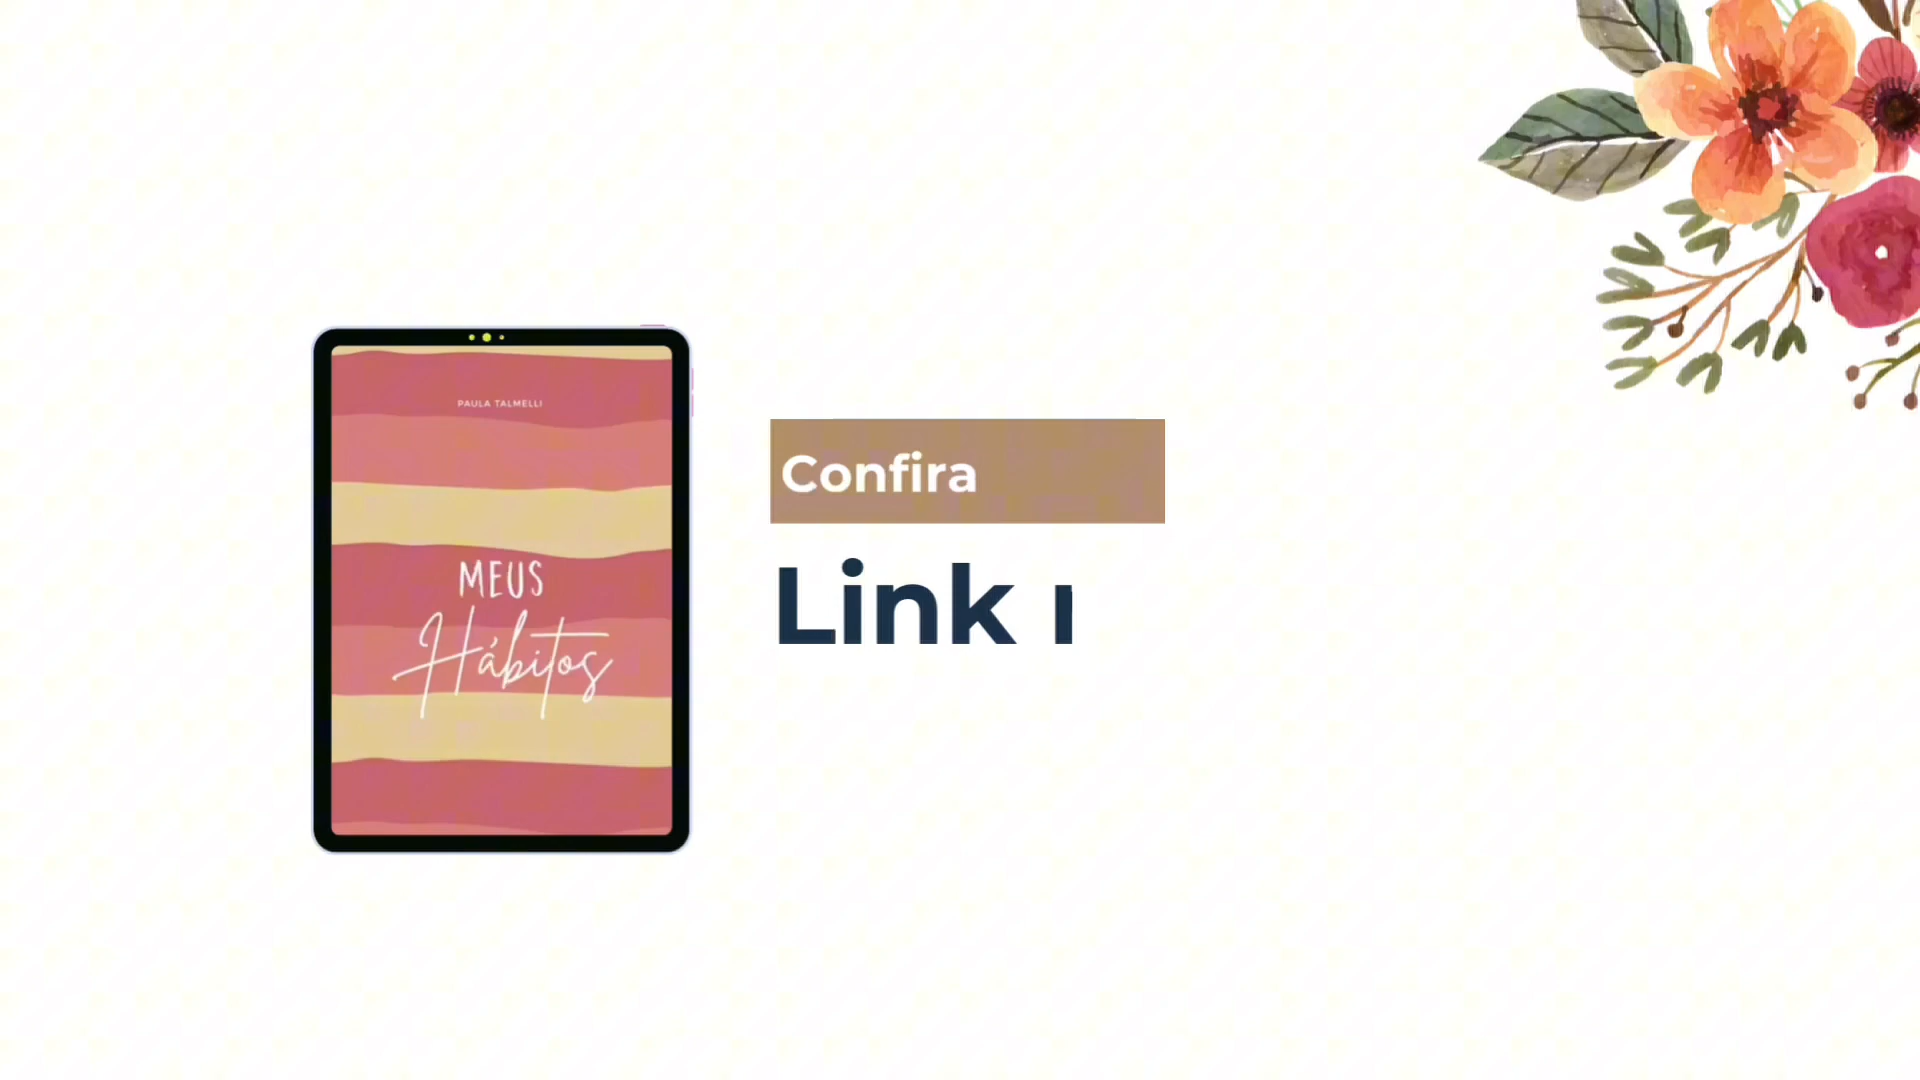 PAULA TALMELLI
MEUS
Hábitos
Confira
Link